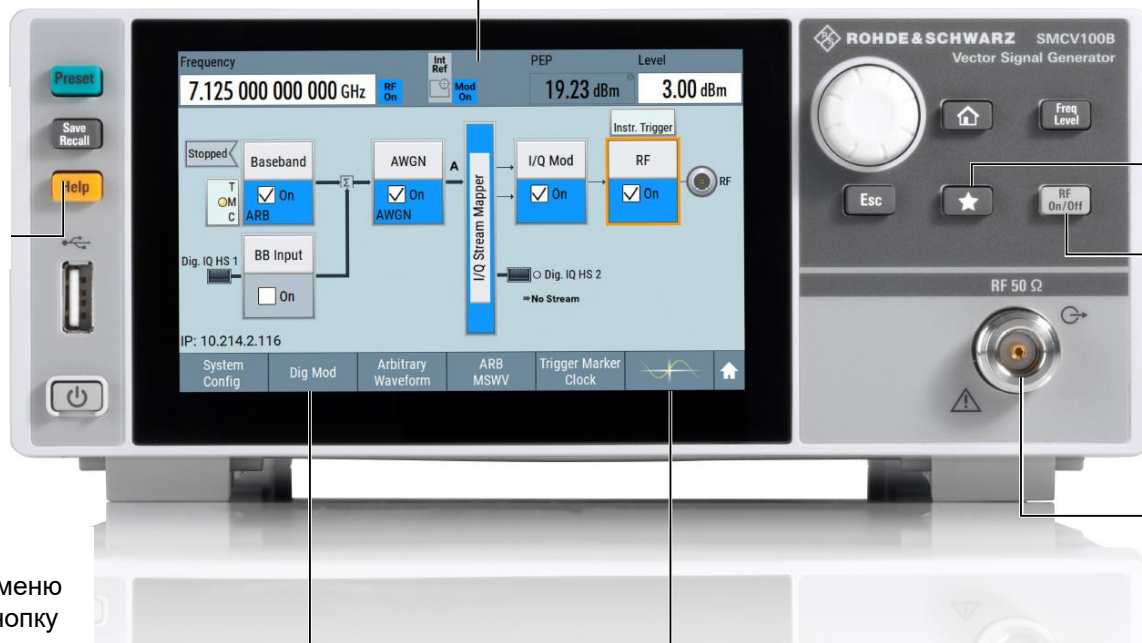 ROHDE & SCHWARZ SMCV100B
Vector Signal Generator
Preset
Save
Recall
Help
Frequency
Int
Ref
PEP
Level
7.125 000 000 000 GHz
RF
On
Mod
On
19.23 dBm
3.00 dBm
Instr. Trigger
Stopped
Baseband
AWGN
A
I/Q Mod
RF
T
M
C
On
ARB
Σ
On
AWGN
I/Q Stream Mapper
On
On
RF
Dig. IQ HS 1
BB Input
On
Dig. IQ HS 2
No Stream
IP: 10.214.2.116
System
Config
Dig Mod
Arbitrary
Waveform
ARB
MSWV
Trigger Marker
Clock
Freq
Level
Esc
RF
On/Off
RF 50 Ω
меню